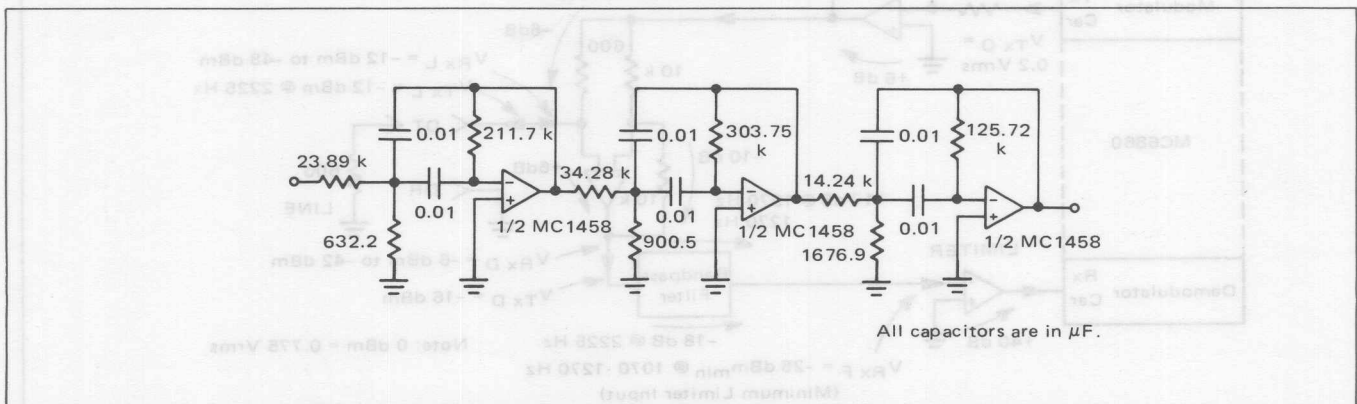 0.01
211.7 k
23.89 k
0.01
632.2
1/2 MC1458
34.28 k
0.01
303.75
k
0.01
900.5
1/2 MC1458
14.24 k
0.01
125.72
k
0.01
1676.9
1/2 MC1458
All capacitors are in µF.